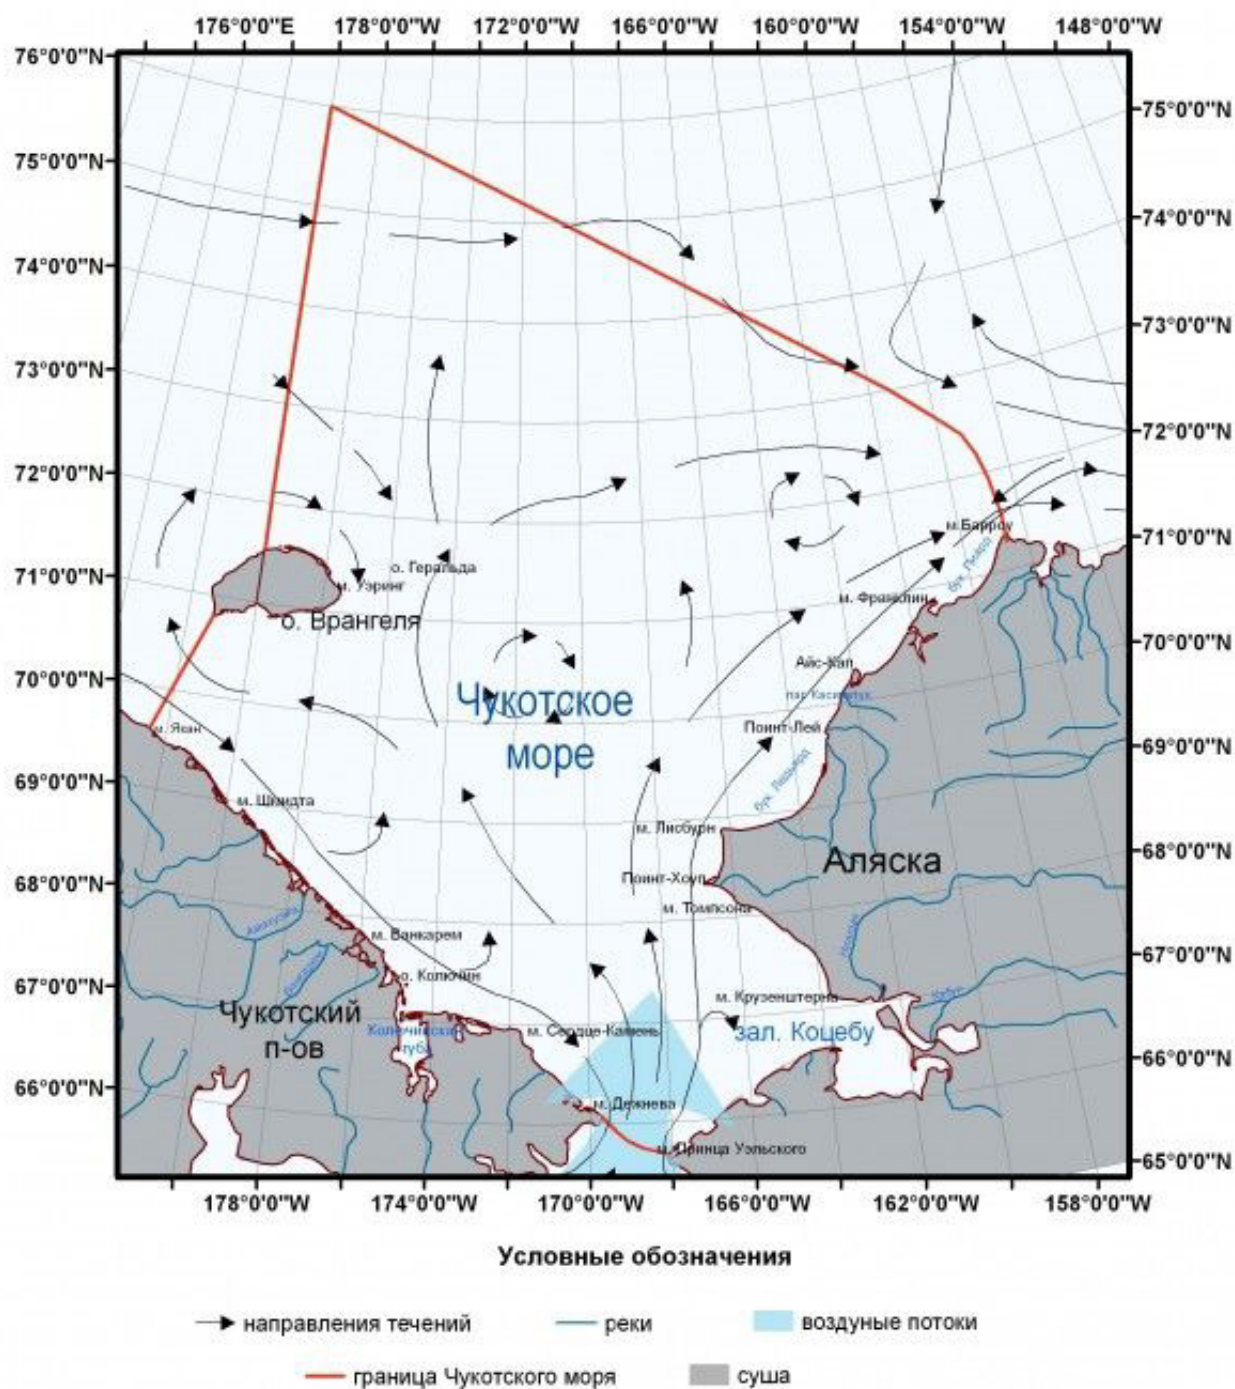 176°0'0"E 178°0'0"W 172°0'0"W 166°0'0"W 160°0'0"W 154°0'0"W 148°0'0"W
76°0'0"N
75°0'0"N
75°0'0"N
74°0'0"N
74°0'0"N
73°0'0"N
73°0'0"N
72°0'0"N
72°0'0"N
71°0'0"N
м.Барроу
71°0'0"N
бух. Пиард
о. Геральда
м. Уэринг
м. Франклин
о. Врангеля
70°0'0"N
70°0'0"N
Айс-Кап
Чукотское
море
Поинт-Лей
м. Якан
69°0'0"N
69°0'0"N
м. Шмидта
м. Лисбурн
68°0'0"N
Аляска
68°0'0"N
Поинт-Хоуп
м. Томпсона
м. Ванкарем
67°0'0"N
67°0'0"N
о. Колючин
м. Крузенштерна
Чукотский
п-ов
Колючинская
губа
м. Сердце-Камень
зал. Коцебу
66°0'0"N
66°0'0"N
м. Дежнева
м. Принца Уэльского
65°0'0"N
178°0'0"W 174°0'0"W 170°0'0"W 166°0'0"W 162°0'0"W 158°0'0"W
Условные обозначения
направления течений
реки
воздуные потоки
граница Чукотского моря
суша